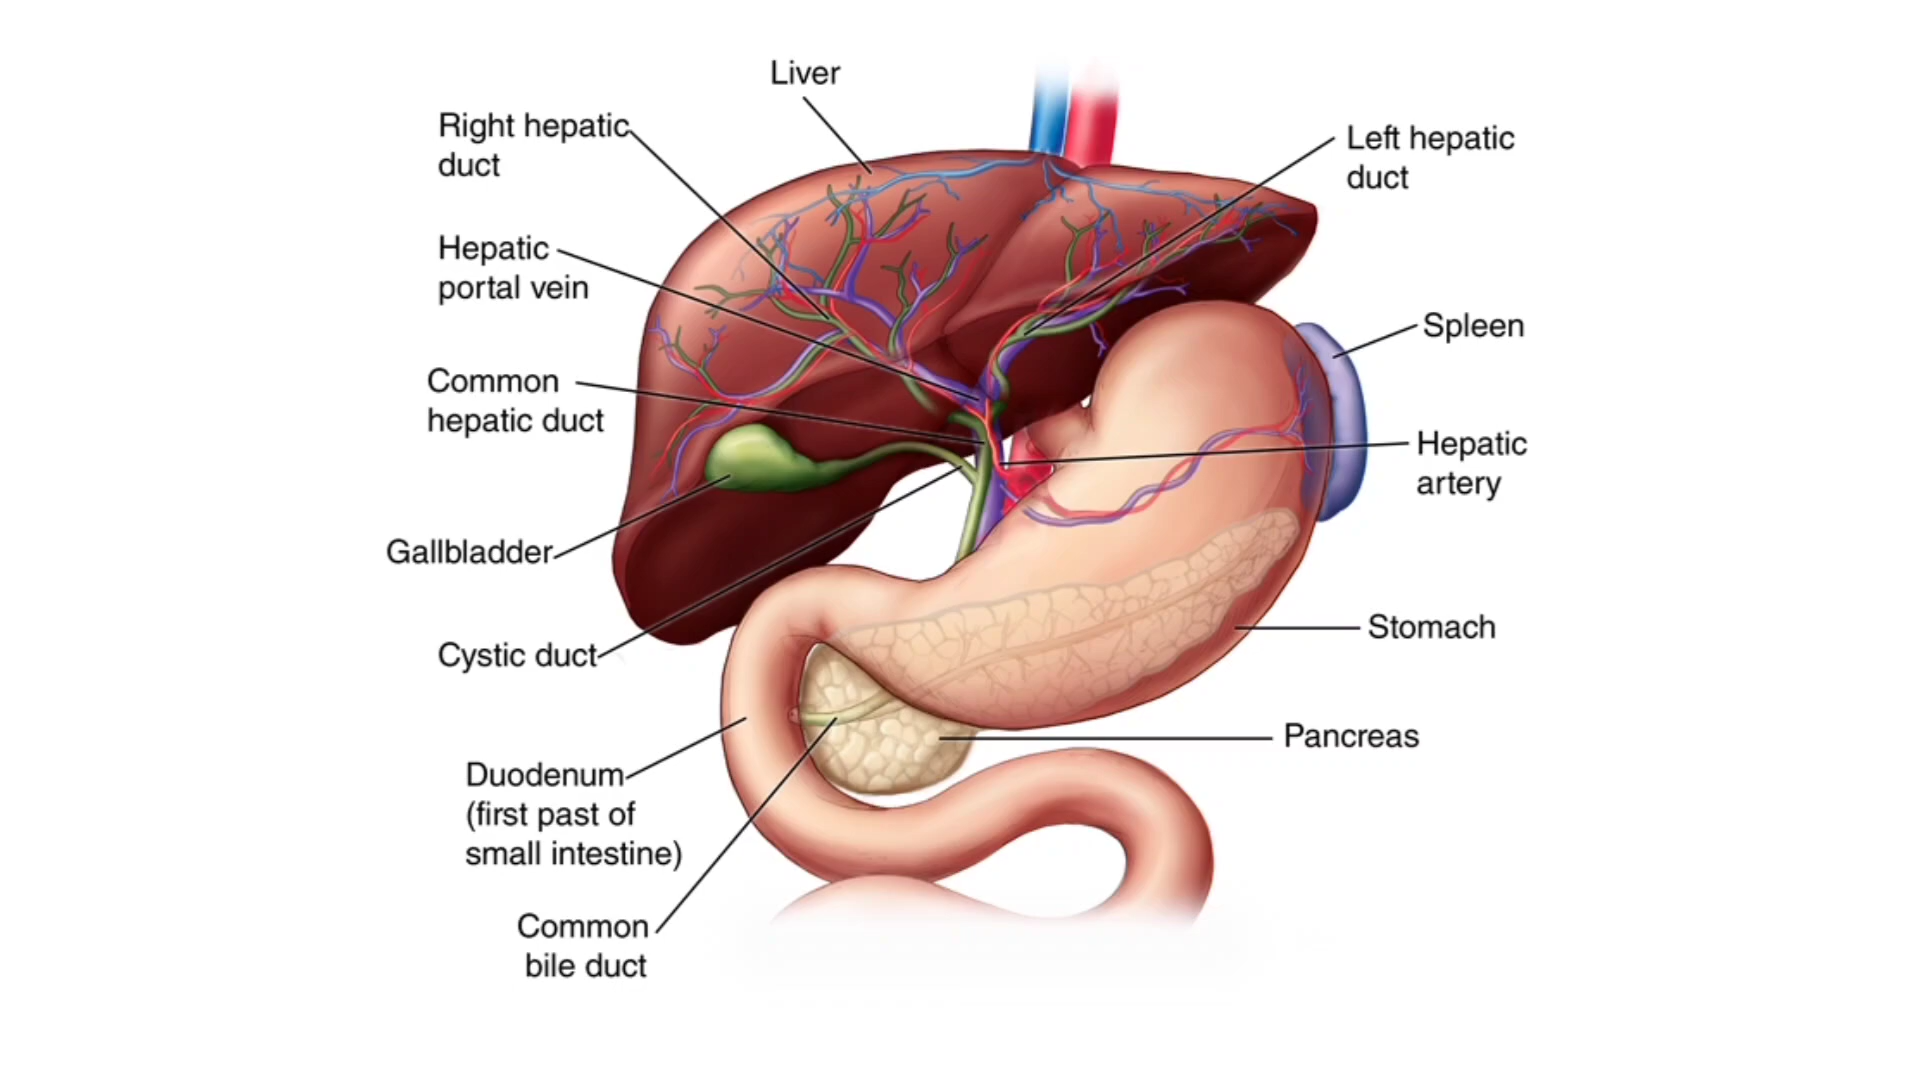 Liver
Right hepatic
duct
Left hepatic
duct
Hepatic
portal vein
Spleen
Common
hepatic duct
Hepatic
artery
Gallbladder
Cystic duct
Stomach
Pancreas
Duodenum
(first past of
small intestine)
Common
bile duct